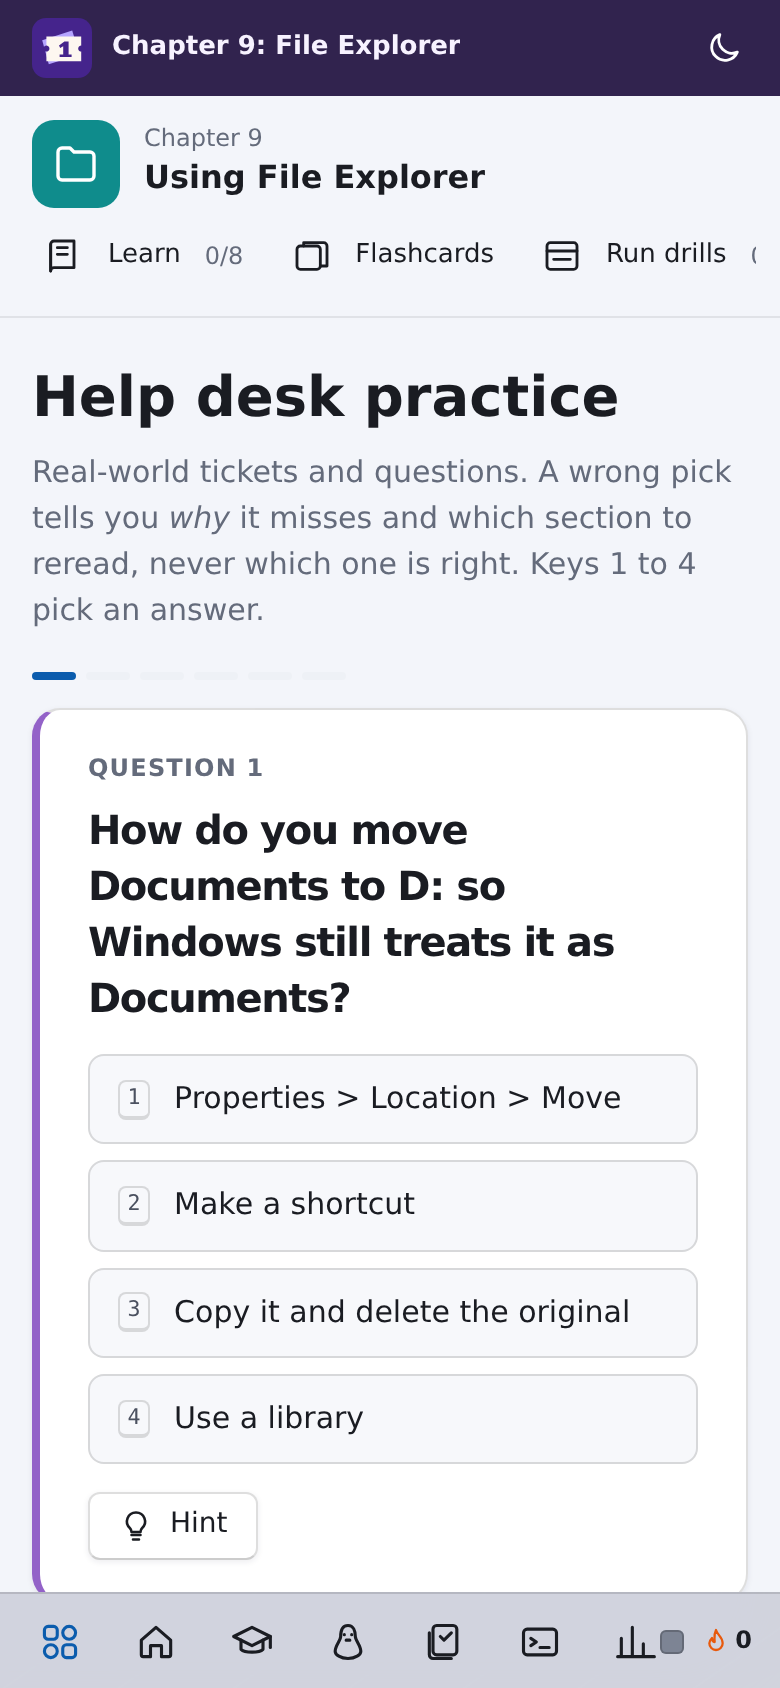 1
Chapter 9: File Explorer
Chapter 9
Using File Explorer
Learn 0/8 Flashcards Run drills
Help desk practice
Real-world tickets and questions. A wrong pick
tells you why it misses and which section to
reread, never which one is right. Keys 1 to 4
pick an answer.
QUESTION 1
How do you move
Documents to D: so
Windows still treats it as
Documents?
1 Properties > Location > Move
2 Make a shortcut
3 Copy it and delete the original
4 Use a library
Hint
0